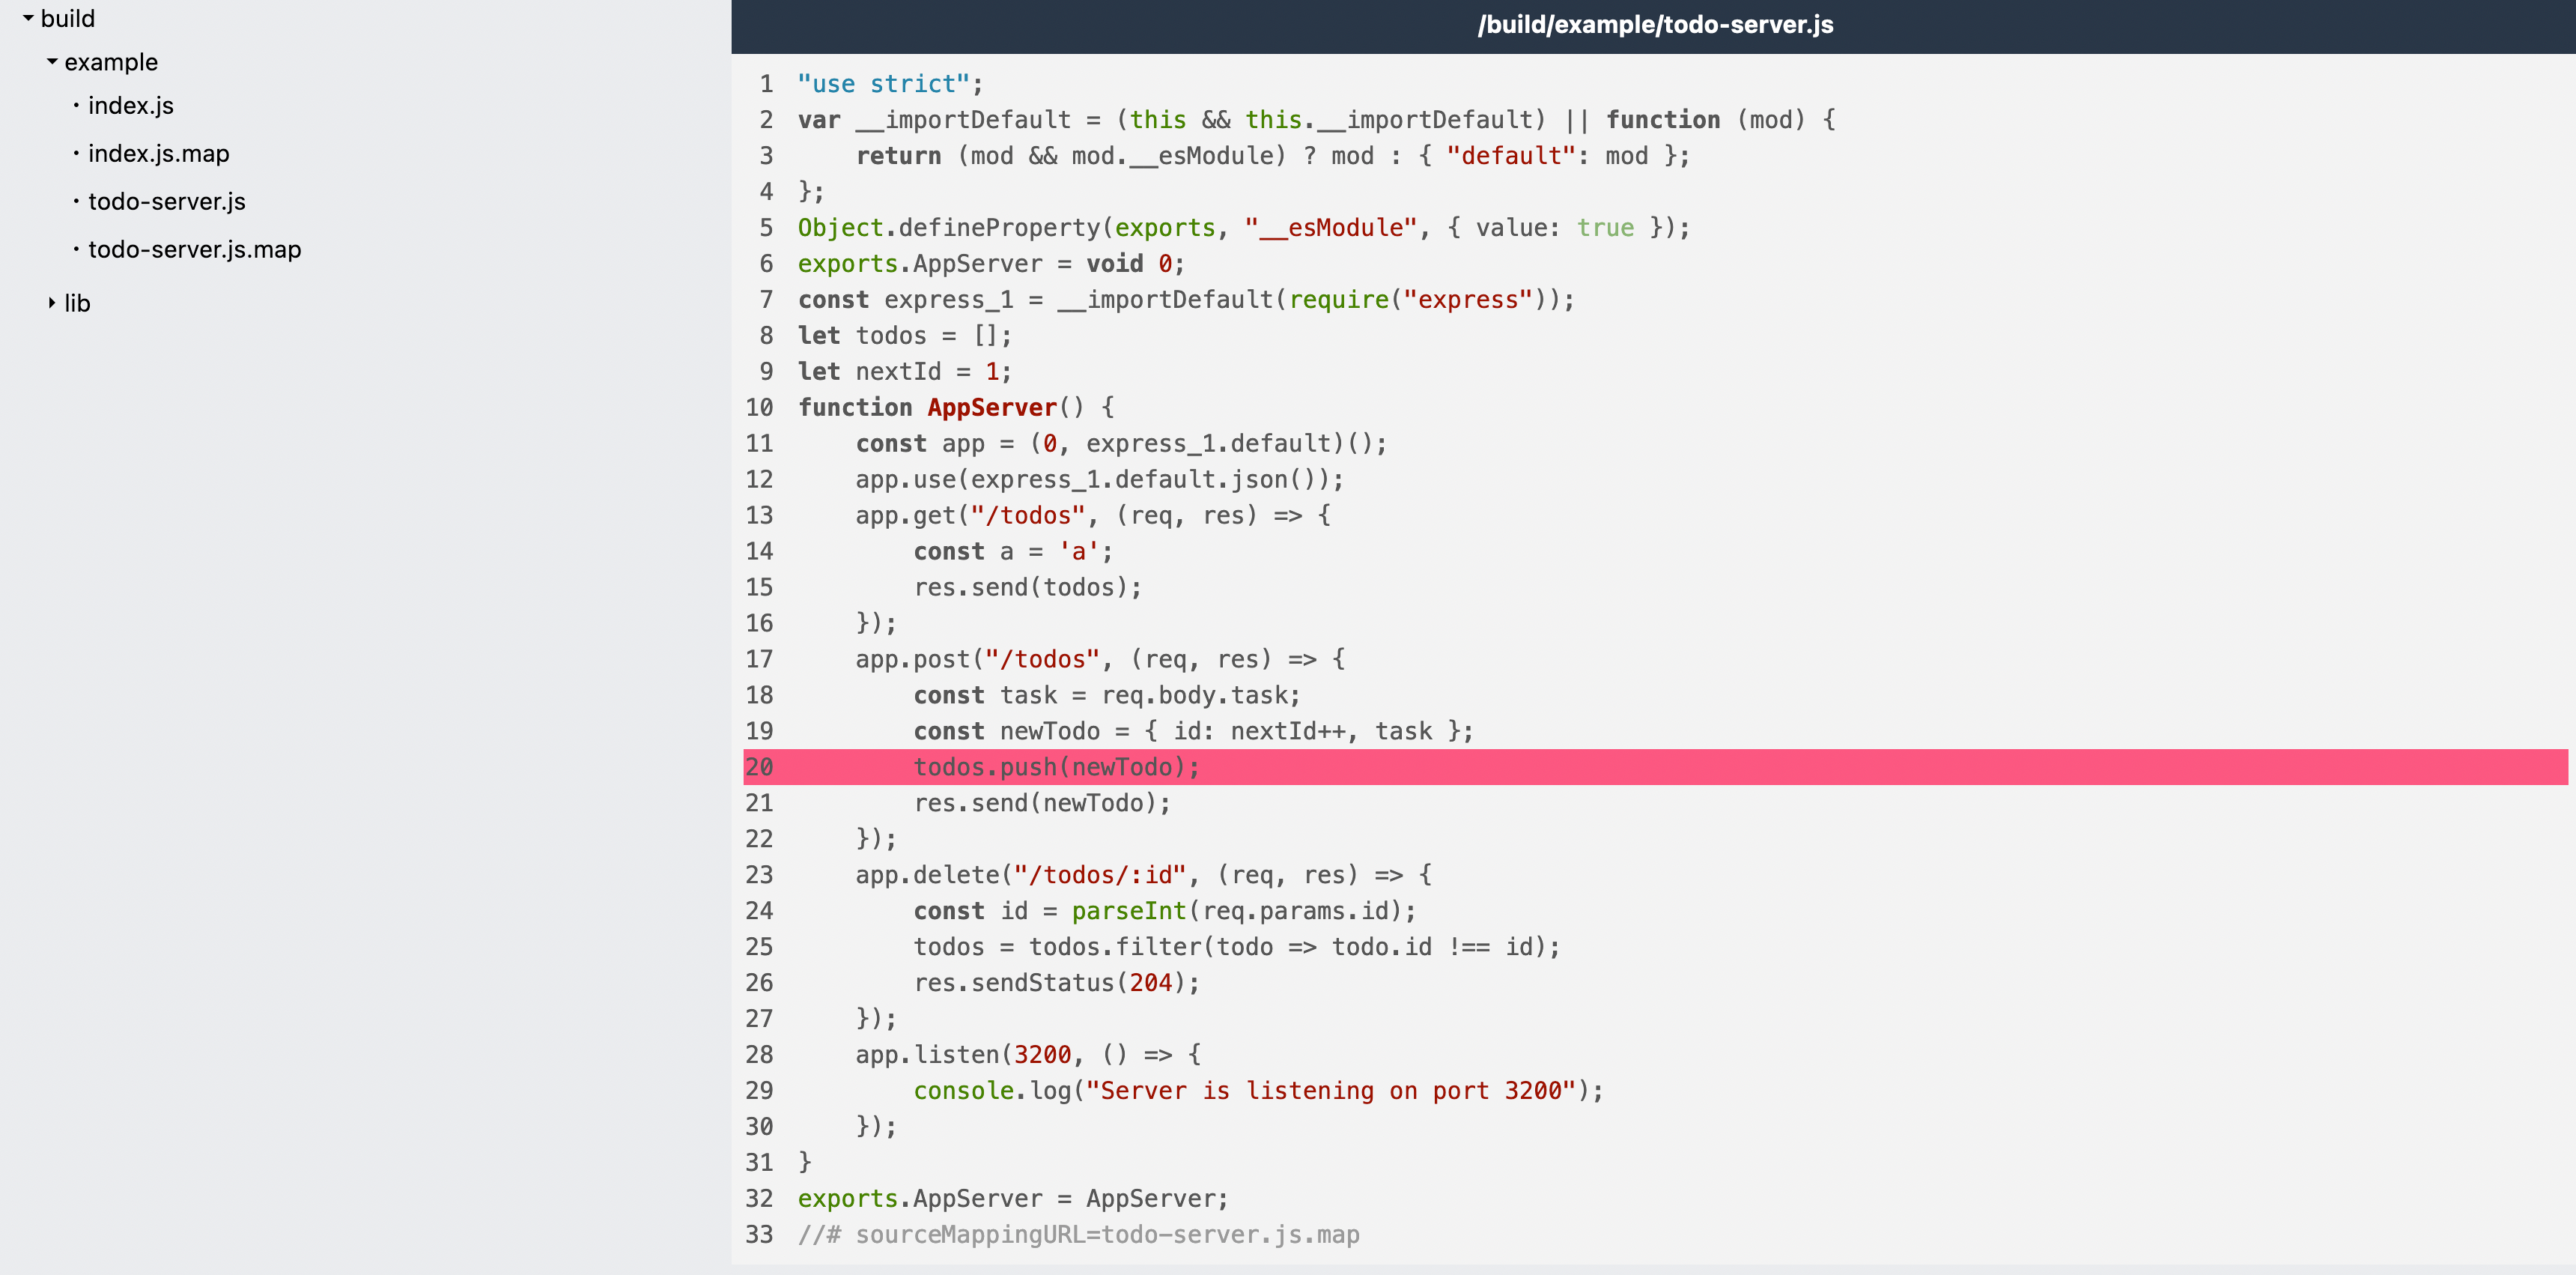 build
example
index.js
index.js.map
todo-server.js
todo-server.js.map
lib
/build/example/todo-server.js
1 "use strict";
2 var __importDefault = (this && this.__importDefault) || function (mod) {
3     return (mod && mod.__esModule) ? mod : { "default": mod };
4 };
5 Object.defineProperty(exports, "__esModule", { value: true });
6 exports.AppServer = void 0;
7 const express_1 = __importDefault(require("express"));
8 let todos = [];
9 let nextId = 1;
10 function AppServer() {
11     const app = (0, express_1.default)();
12     app.use(express_1.default.json());
13     app.get("/todos", (req, res) => {
14         const a = 'a';
15         res.send(todos);
16     });
17     app.post("/todos", (req, res) => {
18         const task = req.body.task;
19         const newTodo = { id: nextId++, task };
20         todos.push(newTodo);
21         res.send(newTodo);
22     });
23     app.delete("/todos/:id", (req, res) => {
24         const id = parseInt(req.params.id);
25         todos = todos.filter(todo => todo.id !== id);
26         res.sendStatus(204);
27     });
28     app.listen(3200, () => {
29         console.log("Server is listening on port 3200");
30     });
31 }
32 exports.AppServer = AppServer;
33 //# sourceMappingURL=todo-server.js.map